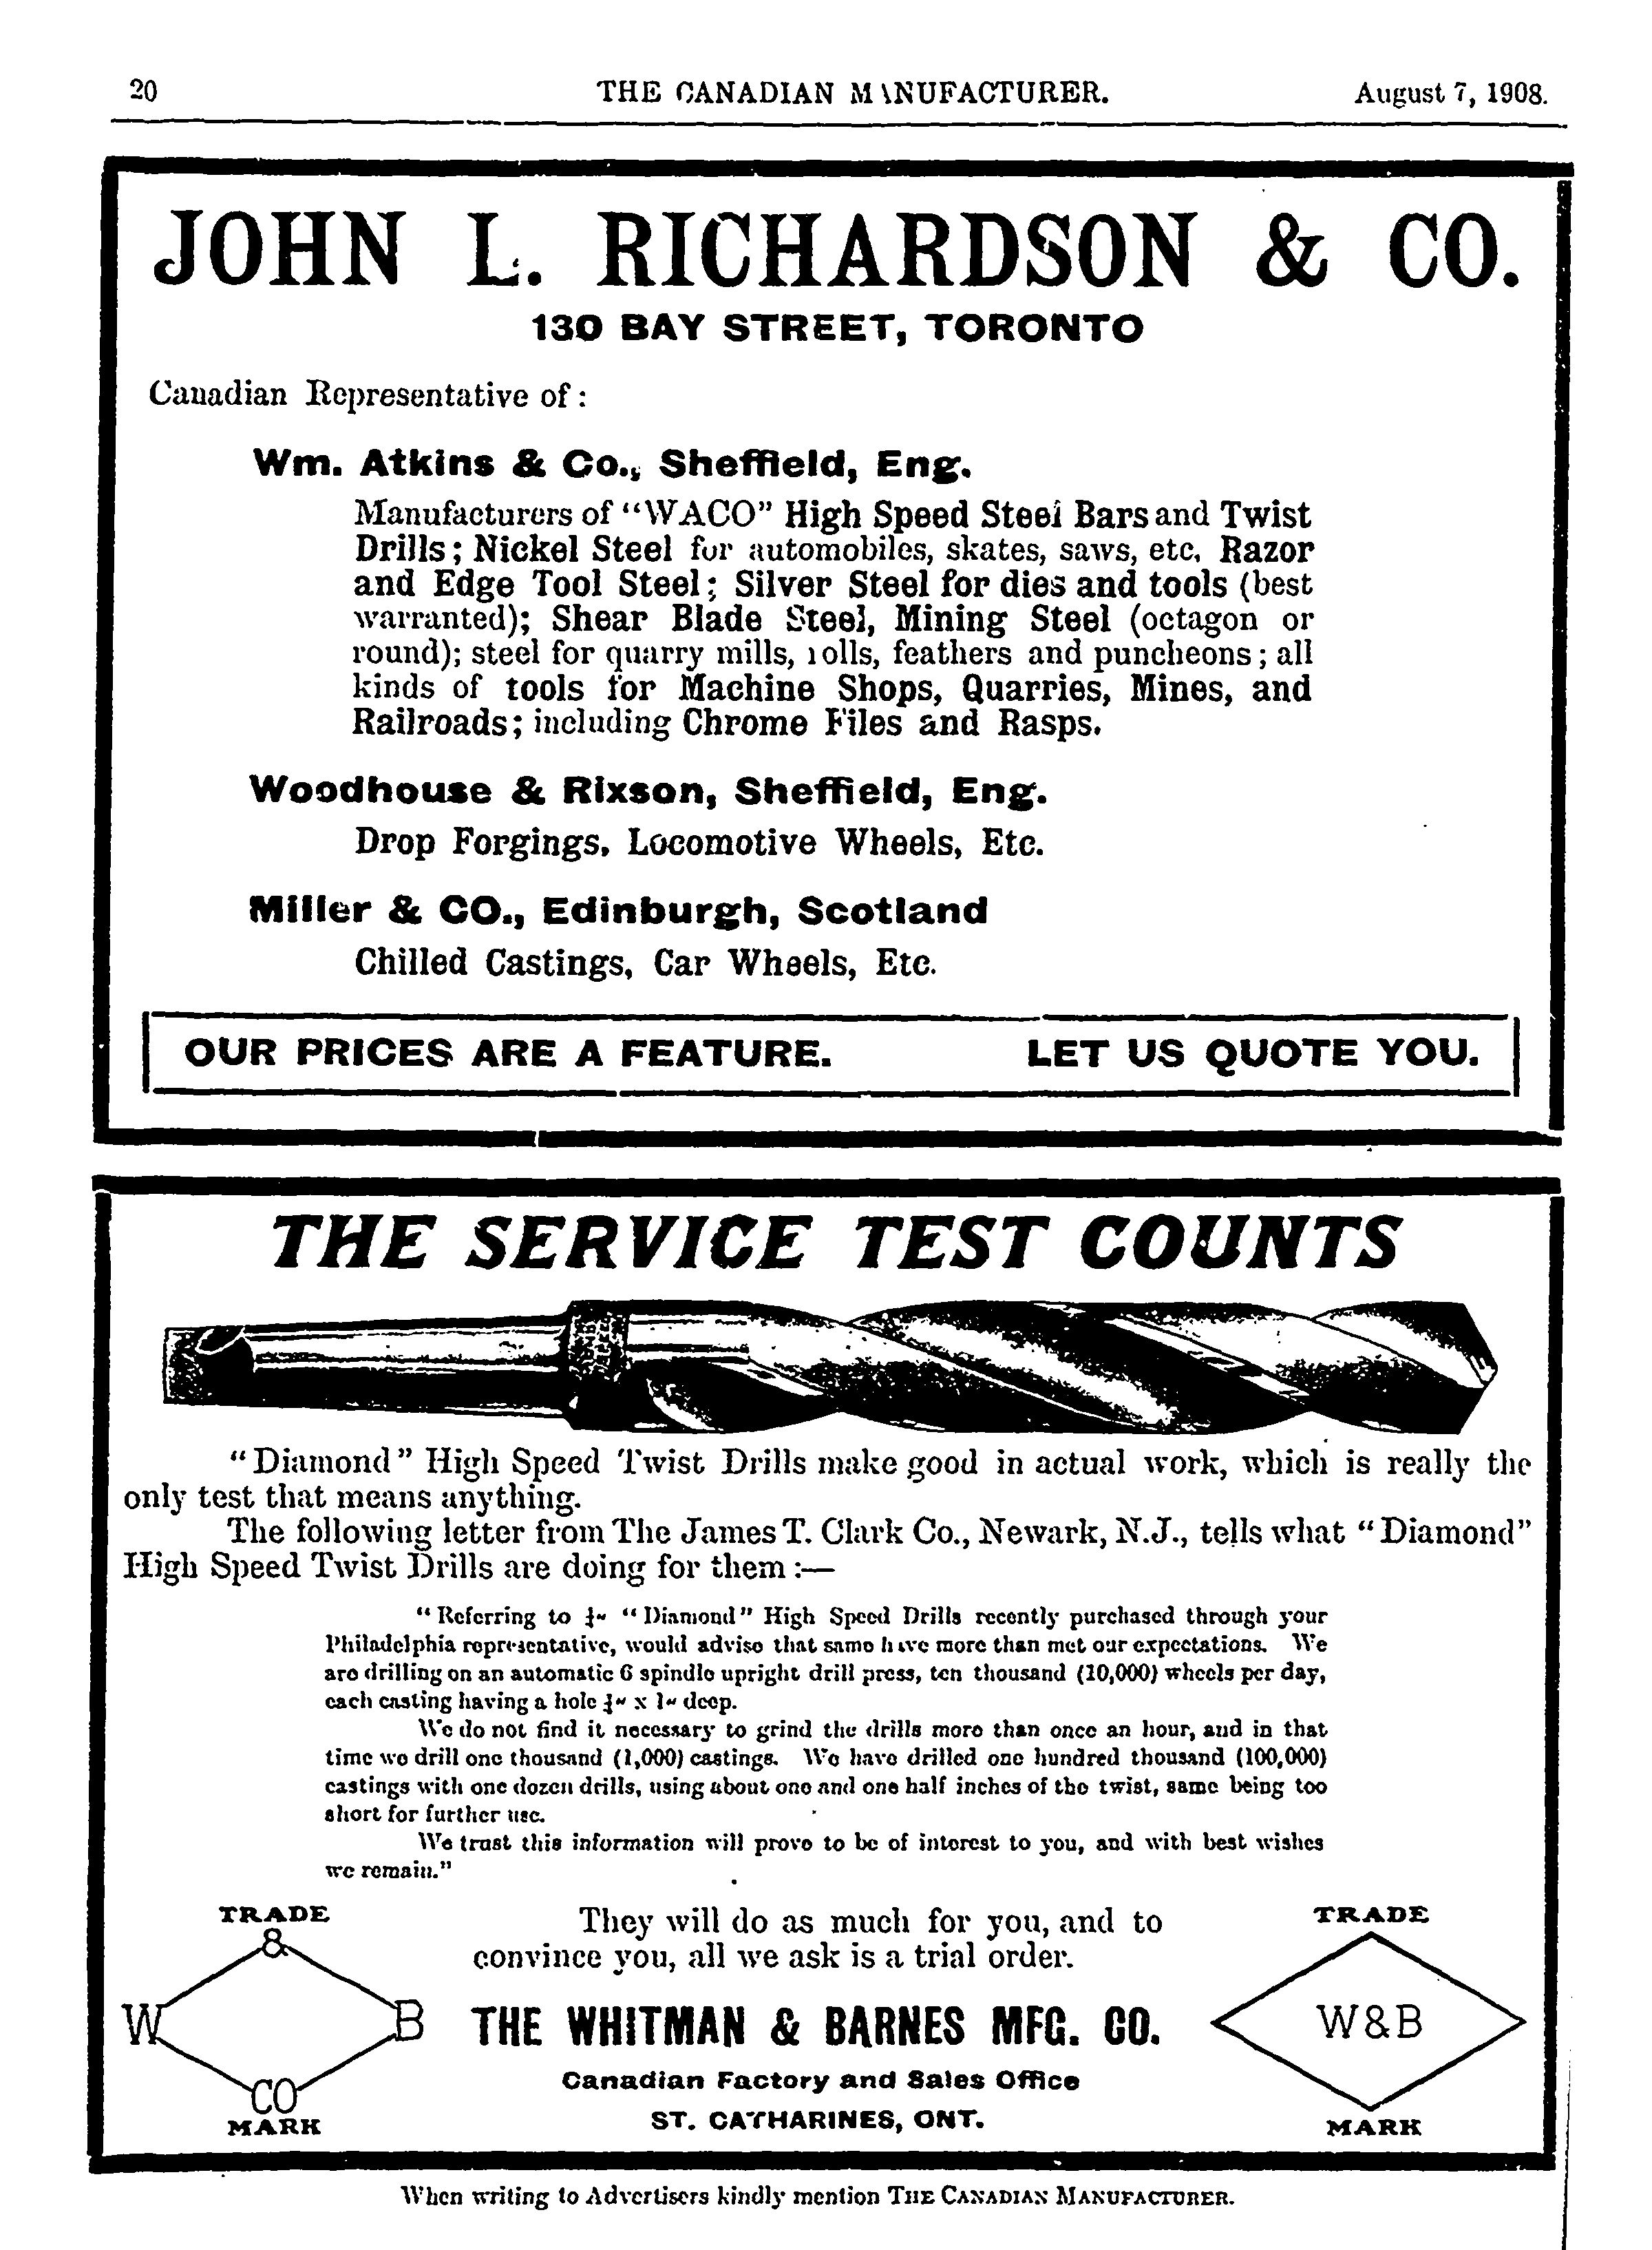 20 THE CANADIAN MANUFACTURER. August 7, 1908.
JOHN L. RICHARDSON & CO.
130 BAY STREET, TORONTO
Canadian Representative of :
Wm. Atkins & Co., Sheffield, Eng.
Manufacturers of "WACO" High Speed Steel Bars and Twist
Drills; Nickel Steel for automobiles, skates, saws, etc. Razor
and Edge Tool Steel; Silver Steel for dies and tools (best
warranted); Shear Blade Steel, Mining Steel (octagon or
round); steel for quarry mills, rolls, feathers and puncheons; all
kinds of tools for Machine Shops, Quarries, Mines, and
Railroads; including Chrome Files and Rasps.
Woodhouse & Rixson, Sheffield, Eng.
Drop Forgings, Locomotive Wheels, Etc.
Miller & CO., Edinburgh, Scotland
Chilled Castings, Car Wheels, Etc.
OUR PRICES ARE A FEATURE. LET US QUOTE YOU.
THE SERVICE TEST COUNTS
"Diamond" High Speed Twist Drills make good in actual work, which is really the
only test that means anything.
The following letter from The James T. Clark Co., Newark, N.J., tells what "Diamond"
High Speed Twist Drills are doing for them :—
"Referring to "Diamond" High Speed Drills recently purchased through your
Philadelphia representative, would advise that same have more than met our expectations. We
are drilling on an automatic 6 spindle upright drill press, ten thousand (10,000) wheels per day,
each casting having a hole x 1" deep.
We do not find it necessary to grind the drills more than once an hour, and in that
time we drill one thousand (1,000) castings. We have drilled one hundred thousand (100,000)
castings with one dozen drills, using about one and one half inches of the twist, same being too
short for further use.
We trust this information will prove to be of interest to you, and with best wishes
we remain."
They will do as much for you, and to
convince you, all we ask is a trial order.
THE WHITMAN & BARNES MFG. CO.
Canadian Factory and Sales Office
ST. CATHARINES, ONT.
TRADE
&
W B
CO
MARK
TRADE
W&B
MARK
When writing to Advertisers kindly mention THE CANADIAN MANUFACTURER.